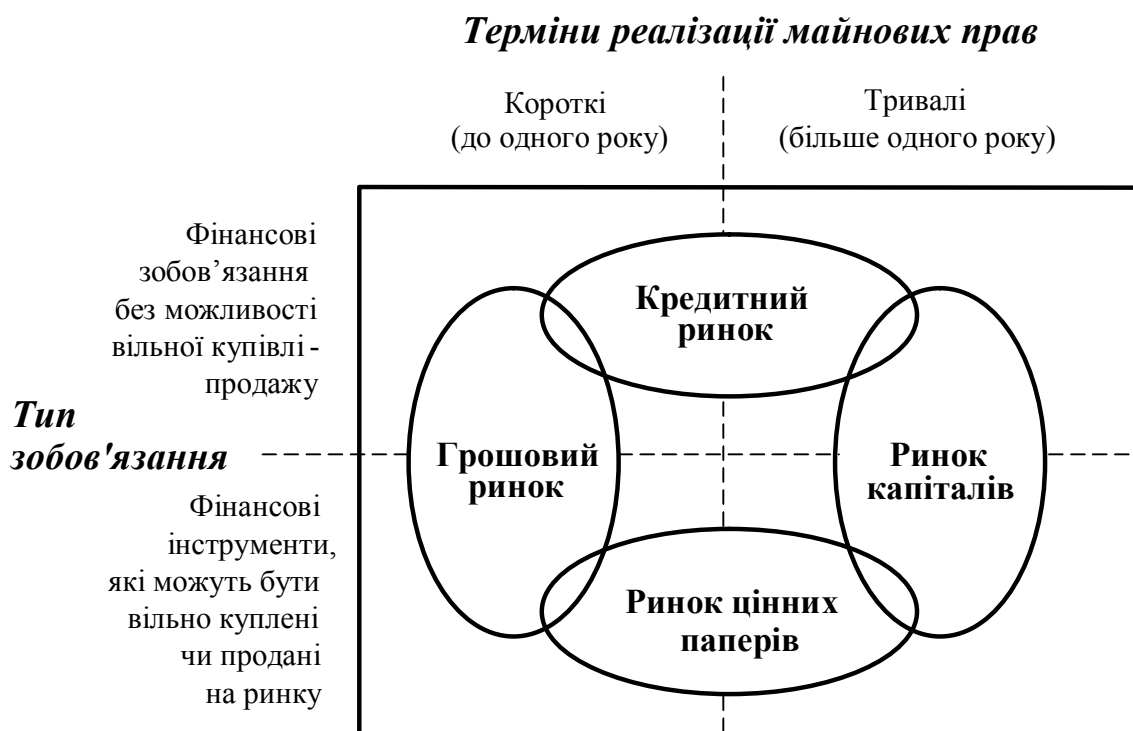 Терміни реалізації майнових прав
Короткі
(до одного року)
Тривалі
(більше одного року)
Фінансові
зобов’язання
без можливості
вільної купівлі -
продажу
Кредитний
ринок
Тип
зобов'язання
Грошовий
ринок
Ринок
капіталів
Фінансові
інструменти,
які можуть бути
вільно куплені
чи продані
на ринку
Ринок цінних
паперів